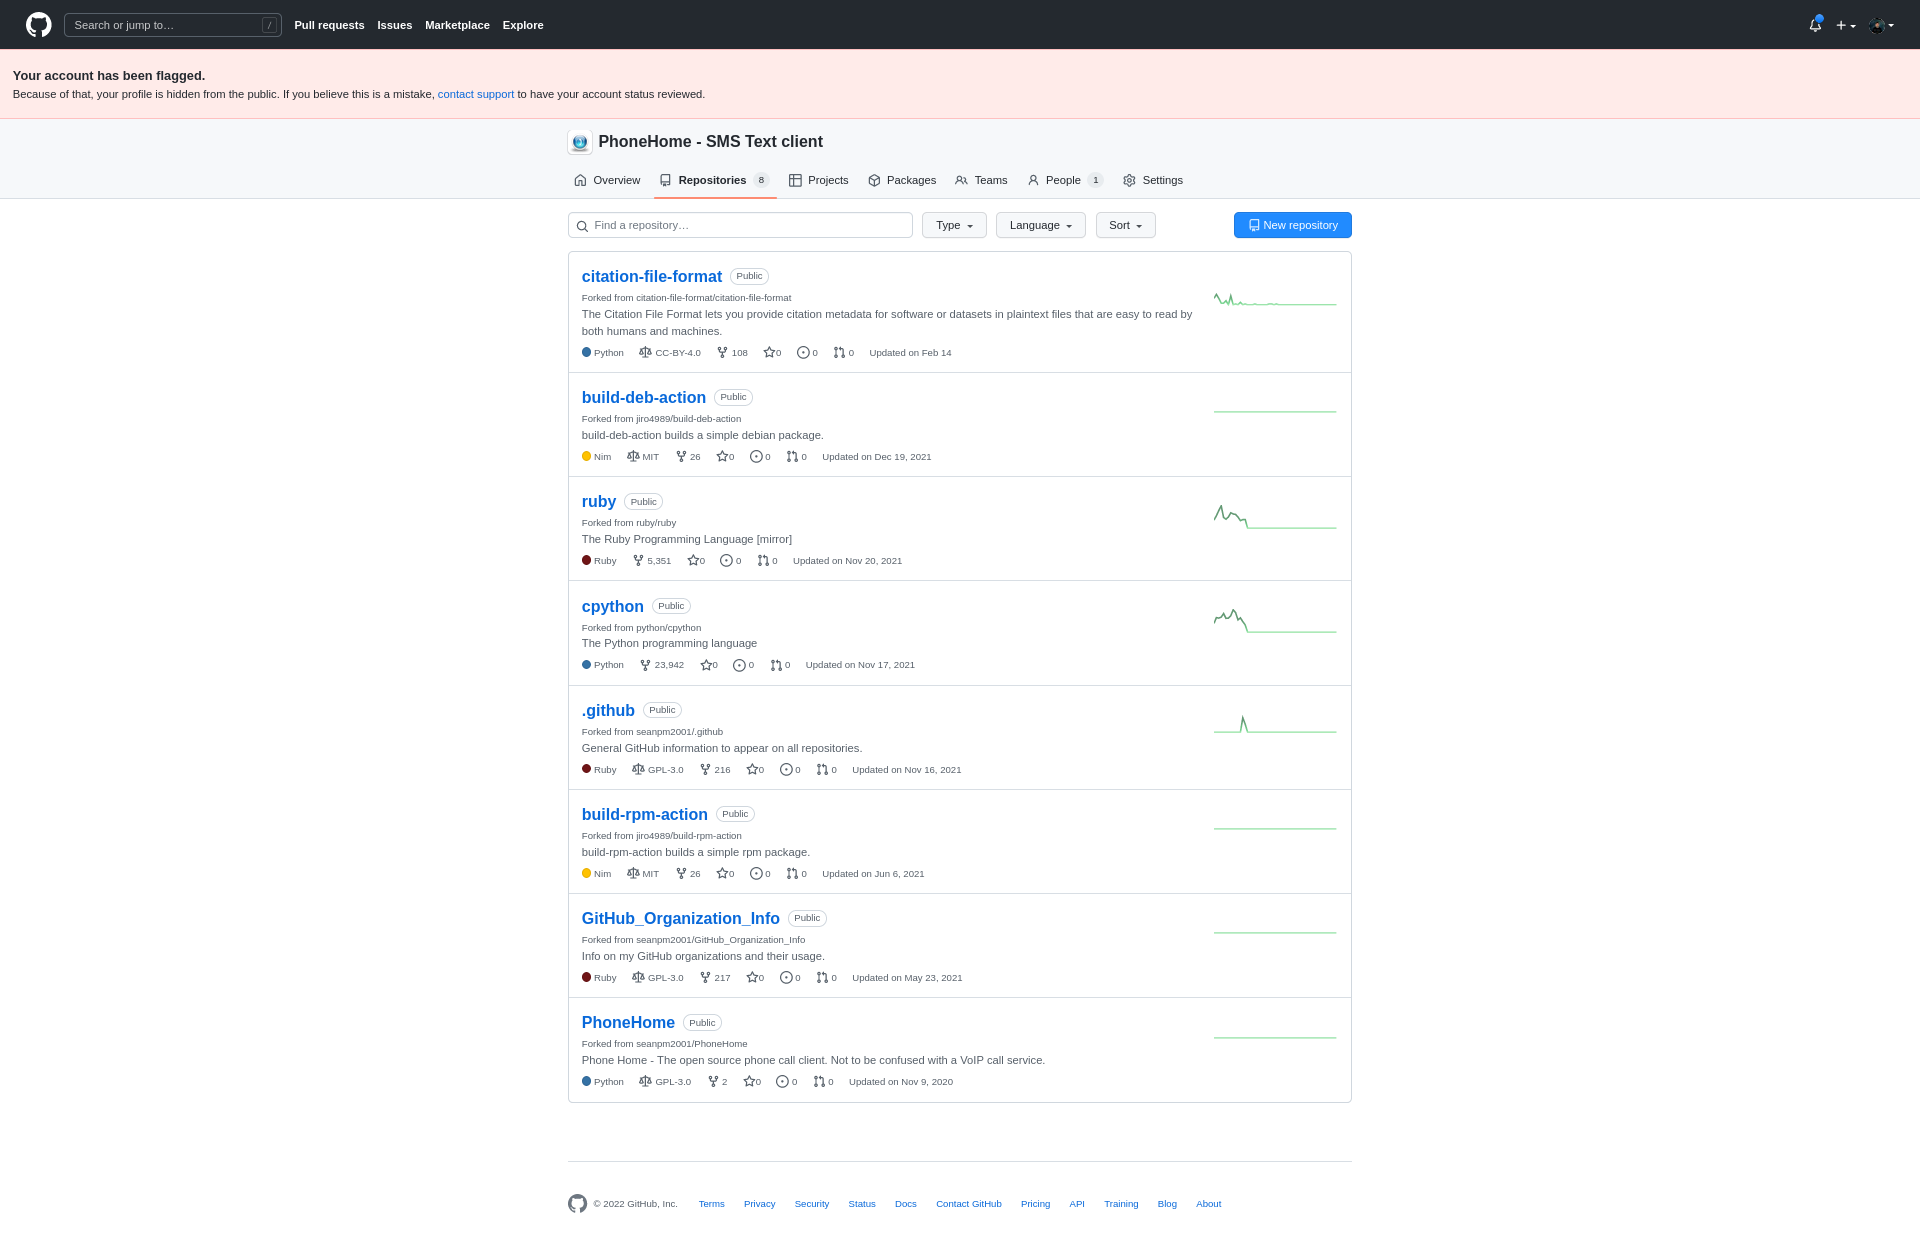 Search or jump to… /
Pull requests Issues Marketplace Explore
Your account has been flagged.
Because of that, your profile is hidden from the public. If you believe this is a mistake, contact support to have your account status reviewed.
PhoneHome - SMS Text client
Overview Repositories 8 Projects Packages Teams People 1 Settings
Find a repository… Type Language Sort New repository
citation-file-format Public
Forked from citation-file-format/citation-file-format
The Citation File Format lets you provide citation metadata for software or datasets in plaintext files that are easy to read by
both humans and machines.
Python CC-BY-4.0 108 0 0 0 Updated on Feb 14
build-deb-action Public
Forked from jiro4989/build-deb-action
build-deb-action builds a simple debian package.
Nim MIT 26 0 0 0 Updated on Dec 19, 2021
ruby Public
Forked from ruby/ruby
The Ruby Programming Language [mirror]
Ruby 5,351 0 0 0 Updated on Nov 20, 2021
cpython Public
Forked from python/cpython
The Python programming language
Python 23,942 0 0 0 Updated on Nov 17, 2021
.github Public
Forked from seanpm2001/.github
General GitHub information to appear on all repositories.
Ruby GPL-3.0 216 0 0 0 Updated on Nov 16, 2021
build-rpm-action Public
Forked from jiro4989/build-rpm-action
build-rpm-action builds a simple rpm package.
Nim MIT 26 0 0 0 Updated on Jun 6, 2021
GitHub_Organization_Info Public
Forked from seanpm2001/GitHub_Organization_Info
Info on my GitHub organizations and their usage.
Ruby GPL-3.0 217 0 0 0 Updated on May 23, 2021
PhoneHome Public
Forked from seanpm2001/PhoneHome
Phone Home - The open source phone call client. Not to be confused with a VoIP call service.
Python GPL-3.0 2 0 0 0 Updated on Nov 9, 2020
© 2022 GitHub, Inc. Terms Privacy Security Status Docs Contact GitHub Pricing API Training Blog About